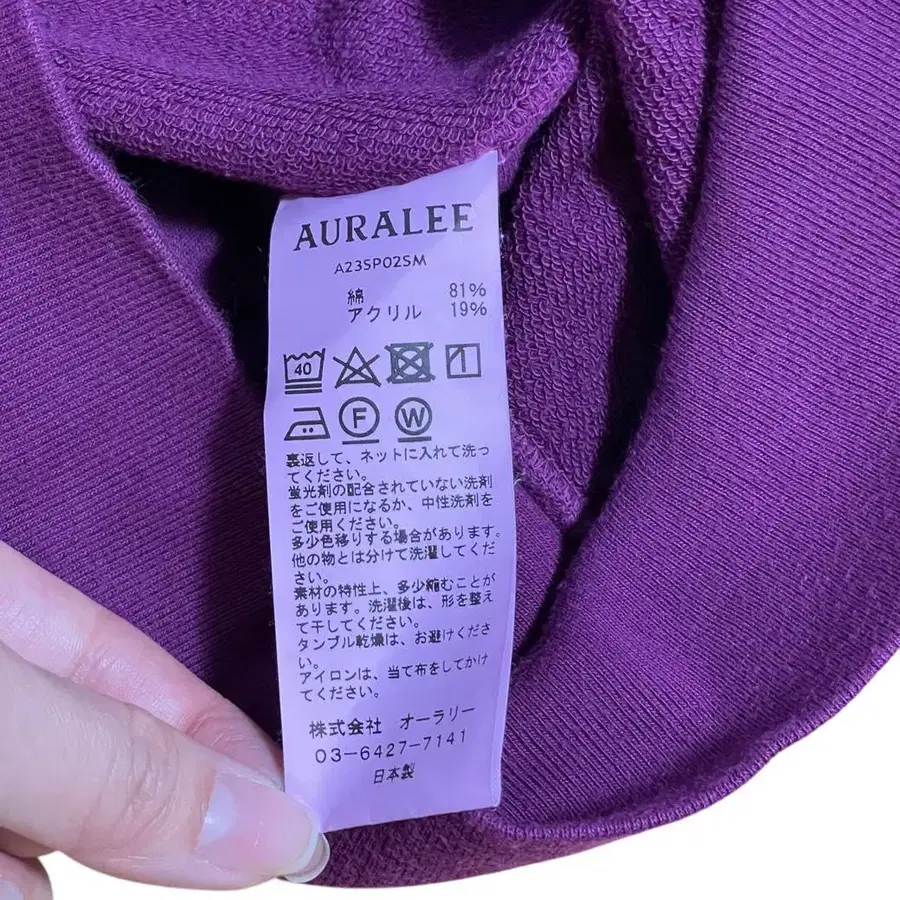 AURALEE
A23SP02SM
綿 81%
アクリル 19%
40
F W
裏返して、ネットに入れて洗っ
てください。
蛍光剤の配合されていない洗剤
をご使用になるか、中性洗剤を
ご使用ください。
多少色移りする場合があります。
他の物とは分けて洗濯してくだ
さい。
素材の特性上、多少縮むことが
あります。洗濯後は、形を整え
て干してください。
タンブル乾燥は、お避けくださ
い。
アイロンは、当て布をしてかけ
てください。
株式会社 オーラリー
03-6427-7141
日本製